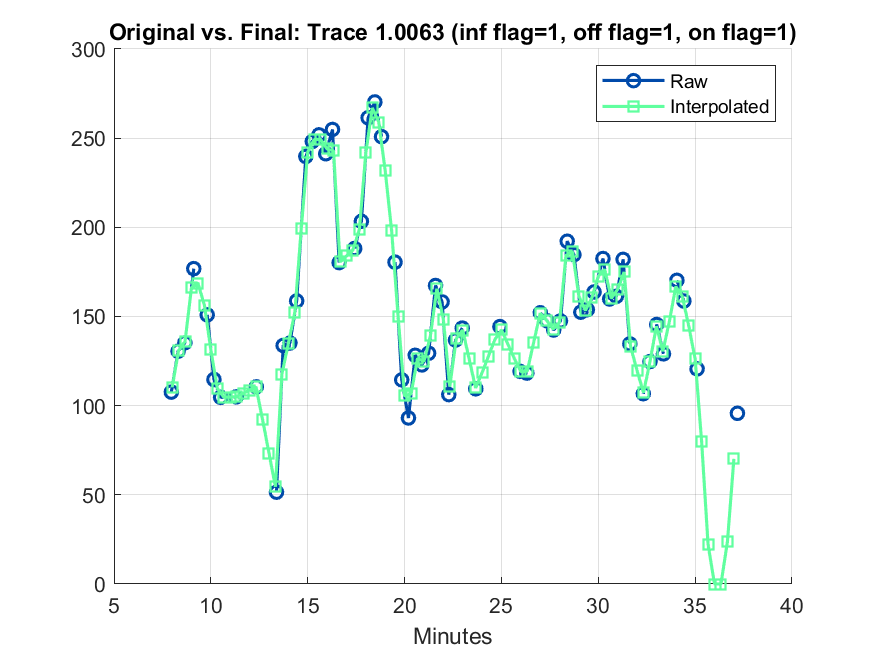 Original vs. Final: Trace 1.0063 (inf flag=1, off flag=1, on flag=1)
300
250
200
150
100
50
0
Raw
Interpolated
5 10 15 20 25 30 35 40
Minutes